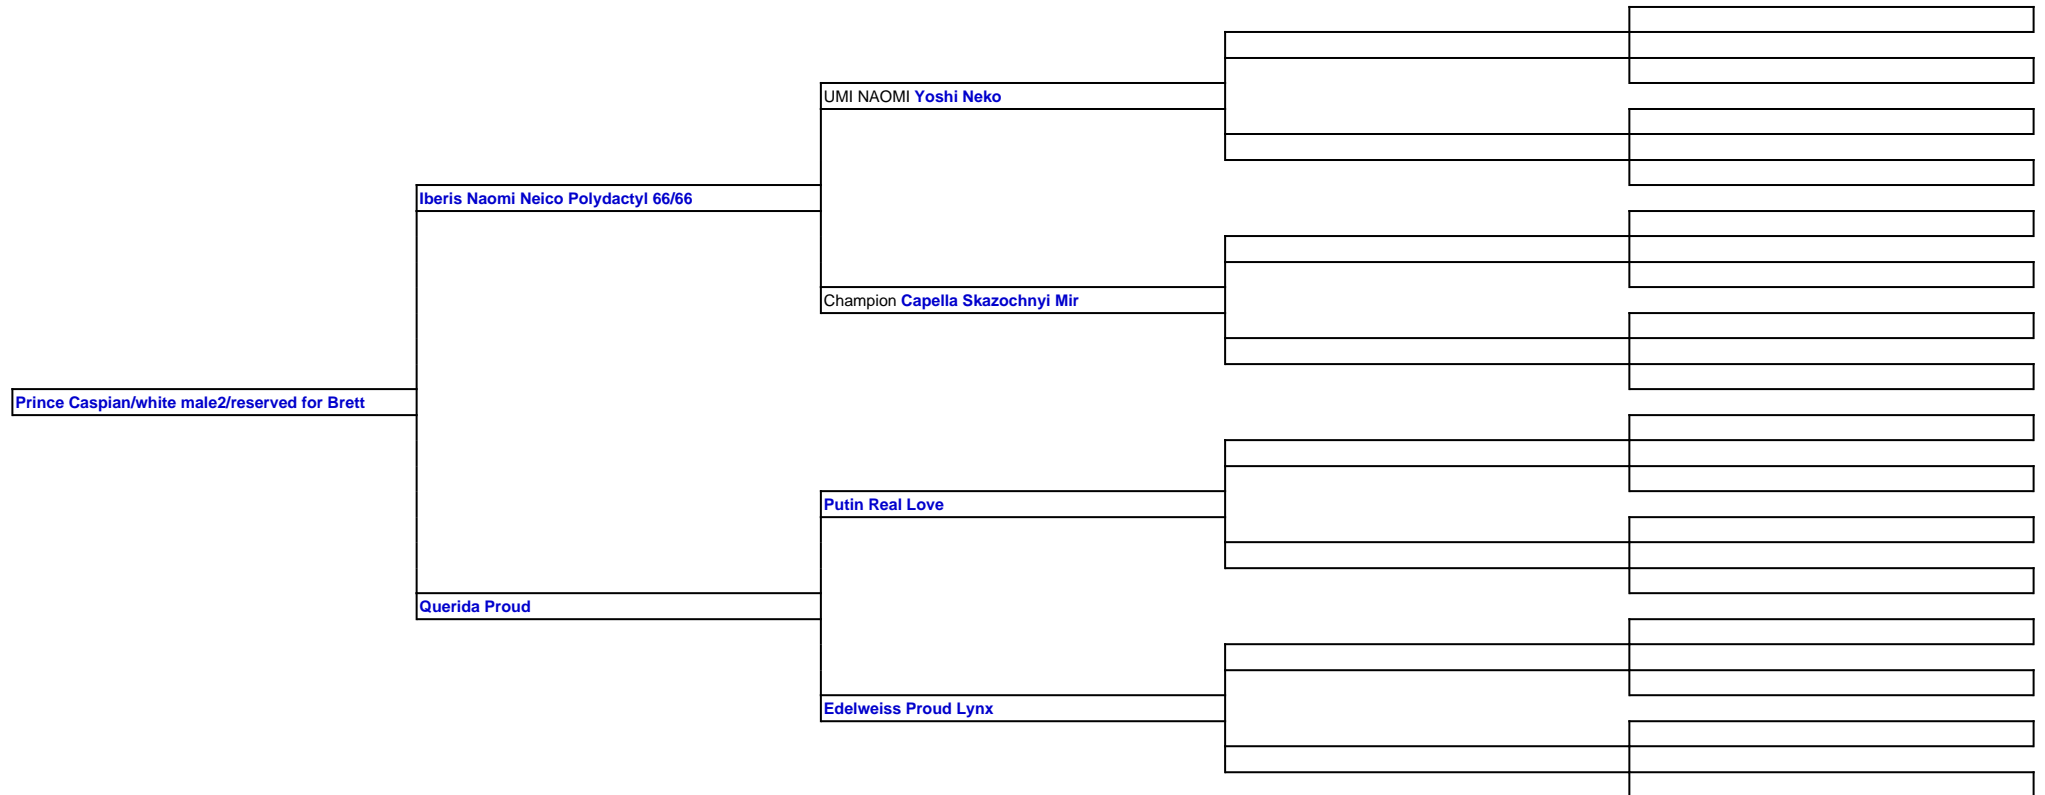 UMI NAOMI Yoshi Neko
Iberis Naomi Neico Polydactyl 66/66
Champion Capella Skazochnyi Mir
Prince Caspian/white male2/reserved for Brett
Putin Real Love
Querida Proud
Edelweiss Proud Lynx